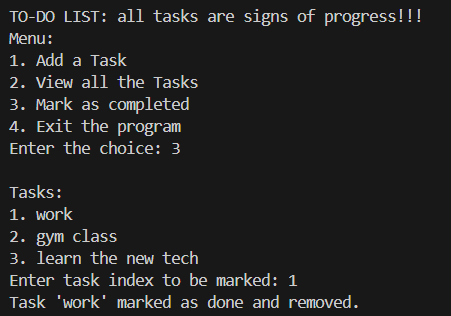 TO-DO LIST: all tasks are signs of progress!!!
Menu:
1. Add a Task
2. View all the Tasks
3. Mark as completed
4. Exit the program
Enter the choice: 3

Tasks:
1. work
2. gym class
3. learn the new tech
Enter task index to be marked: 1
Task 'work' marked as done and removed.